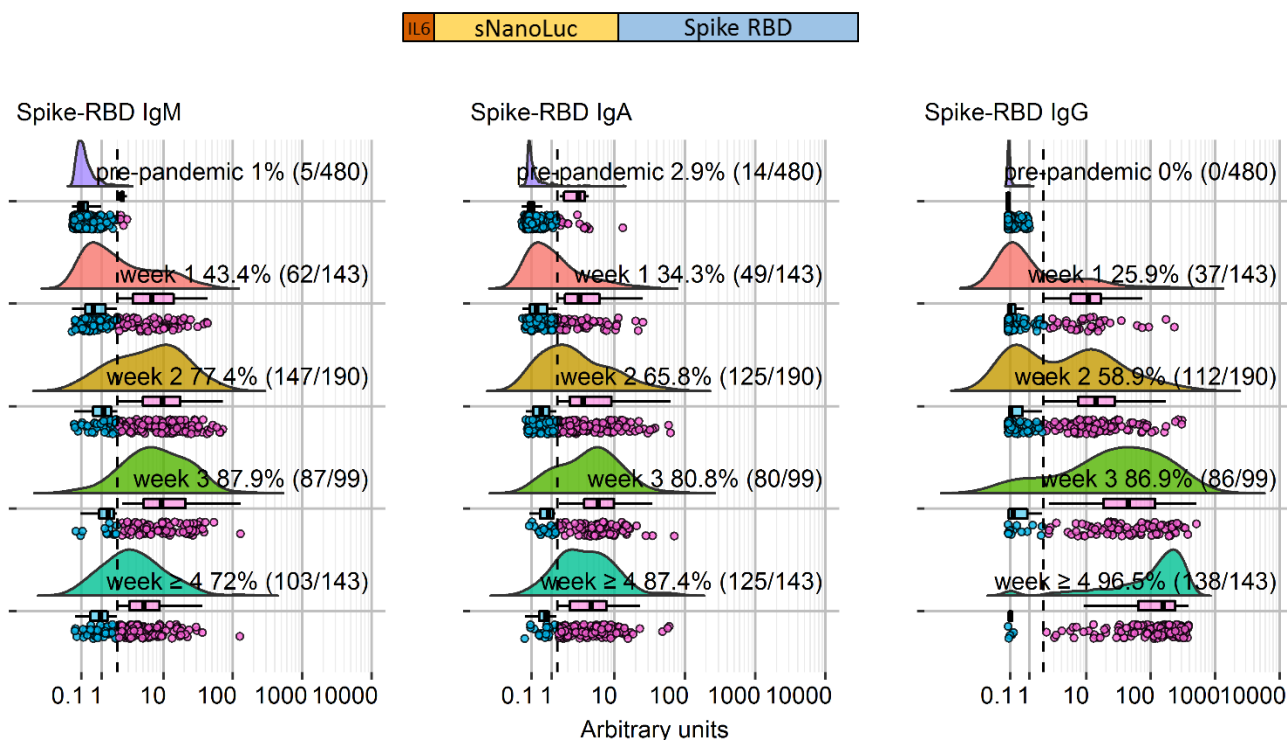 IL6 sNanoLuc Spike RBD
Spike-RBD IgM
pre-pandemic 1% (5/480)
week 1 43.4% (62/143)
week 2 77.4% (147/190)
week 3 87.9% (87/99)
week ≥ 4 72% (103/143)
0.1 1 10 100 1000 10000
Spike-RBD IgA
pre-pandemic 2.9% (14/480)
week 1 34.3% (49/143)
week 2 65.8% (125/190)
week 3 80.8% (80/99)
week ≥ 4 87.4% (125/143)
0.1 1 10 100 1000 10000
Spike-RBD IgG
pre-pandemic 0% (0/480)
week 1 25.9% (37/143)
week 2 58.9% (112/190)
week 3 86.9% (86/99)
week ≥ 4 96.5% (138/143)
0.1 1 10 100 1000 10000
Arbitrary units